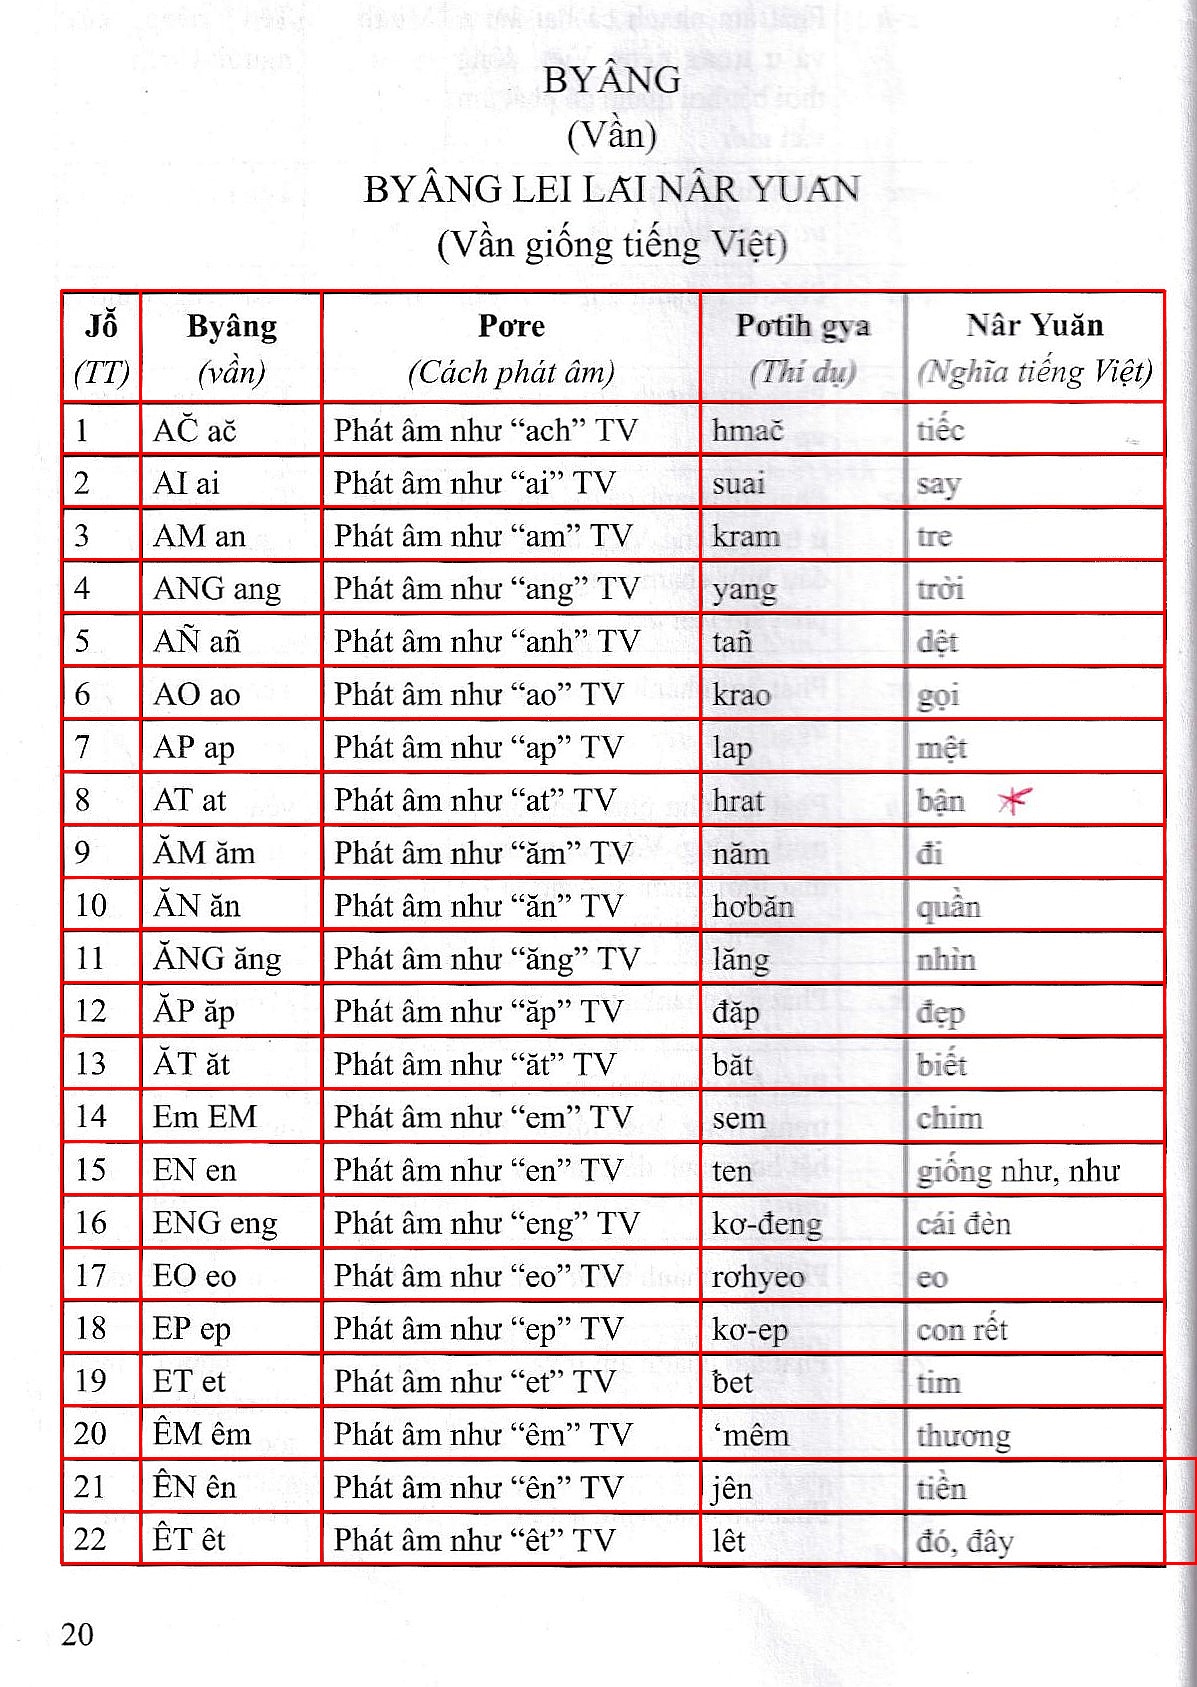 BYÂNG
(Vần)
BYÂNG LEI LĂI NÂR YUĂN
(Vần giống tiếng Việt)
Jỗ Byâng Pơre Pơtih gya Nâr Yuăn
(TT) (vần) (Cách phát âm) (Thí dụ) (Nghĩa tiếng Việt)
1 AČ ač Phát âm như “ach” TV hmač tiếc
2 AI ai Phát âm như “ai” TV suai say
3 AM an Phát âm như “am” TV kram tre
4 ANG ang Phát âm như “ang” TV yang trời
5 AÑ añ Phát âm như “anh” TV tañ dệt
6 AO ao Phát âm như “ao” TV krao gọi
7 AP ap Phát âm như “ap” TV lap mệt
8 AT at Phát âm như “at” TV hrat bận
9 ĂM ăm Phát âm như “ăm” TV năm đi
10 ĂN ăn Phát âm như “ăn” TV hơbăn quần
11 ĂNG ăng Phát âm như “ăng” TV lăng nhìn
12 ĂP ăp Phát âm như “ăp” TV đăp đẹp
13 ĂT ăt Phát âm như “ăt” TV băt biết
14 Em EM Phát âm như “em” TV sem chim
15 EN en Phát âm như “en” TV ten giống như, như
16 ENG eng Phát âm như “eng” TV kơ-đeng cái đèn
17 EO eo Phát âm như “eo” TV rơhyeo eo
18 EP ep Phát âm như “ep” TV kơ-ep con rết
19 ET et Phát âm như “et” TV ƀet tim
20 ÊM êm Phát âm như “êm” TV ‘mêm thương
21 ÊN ên Phát âm như “ên” TV jên tiền
22 ÊT êt Phát âm như “êt” TV lêt đó, đây
20